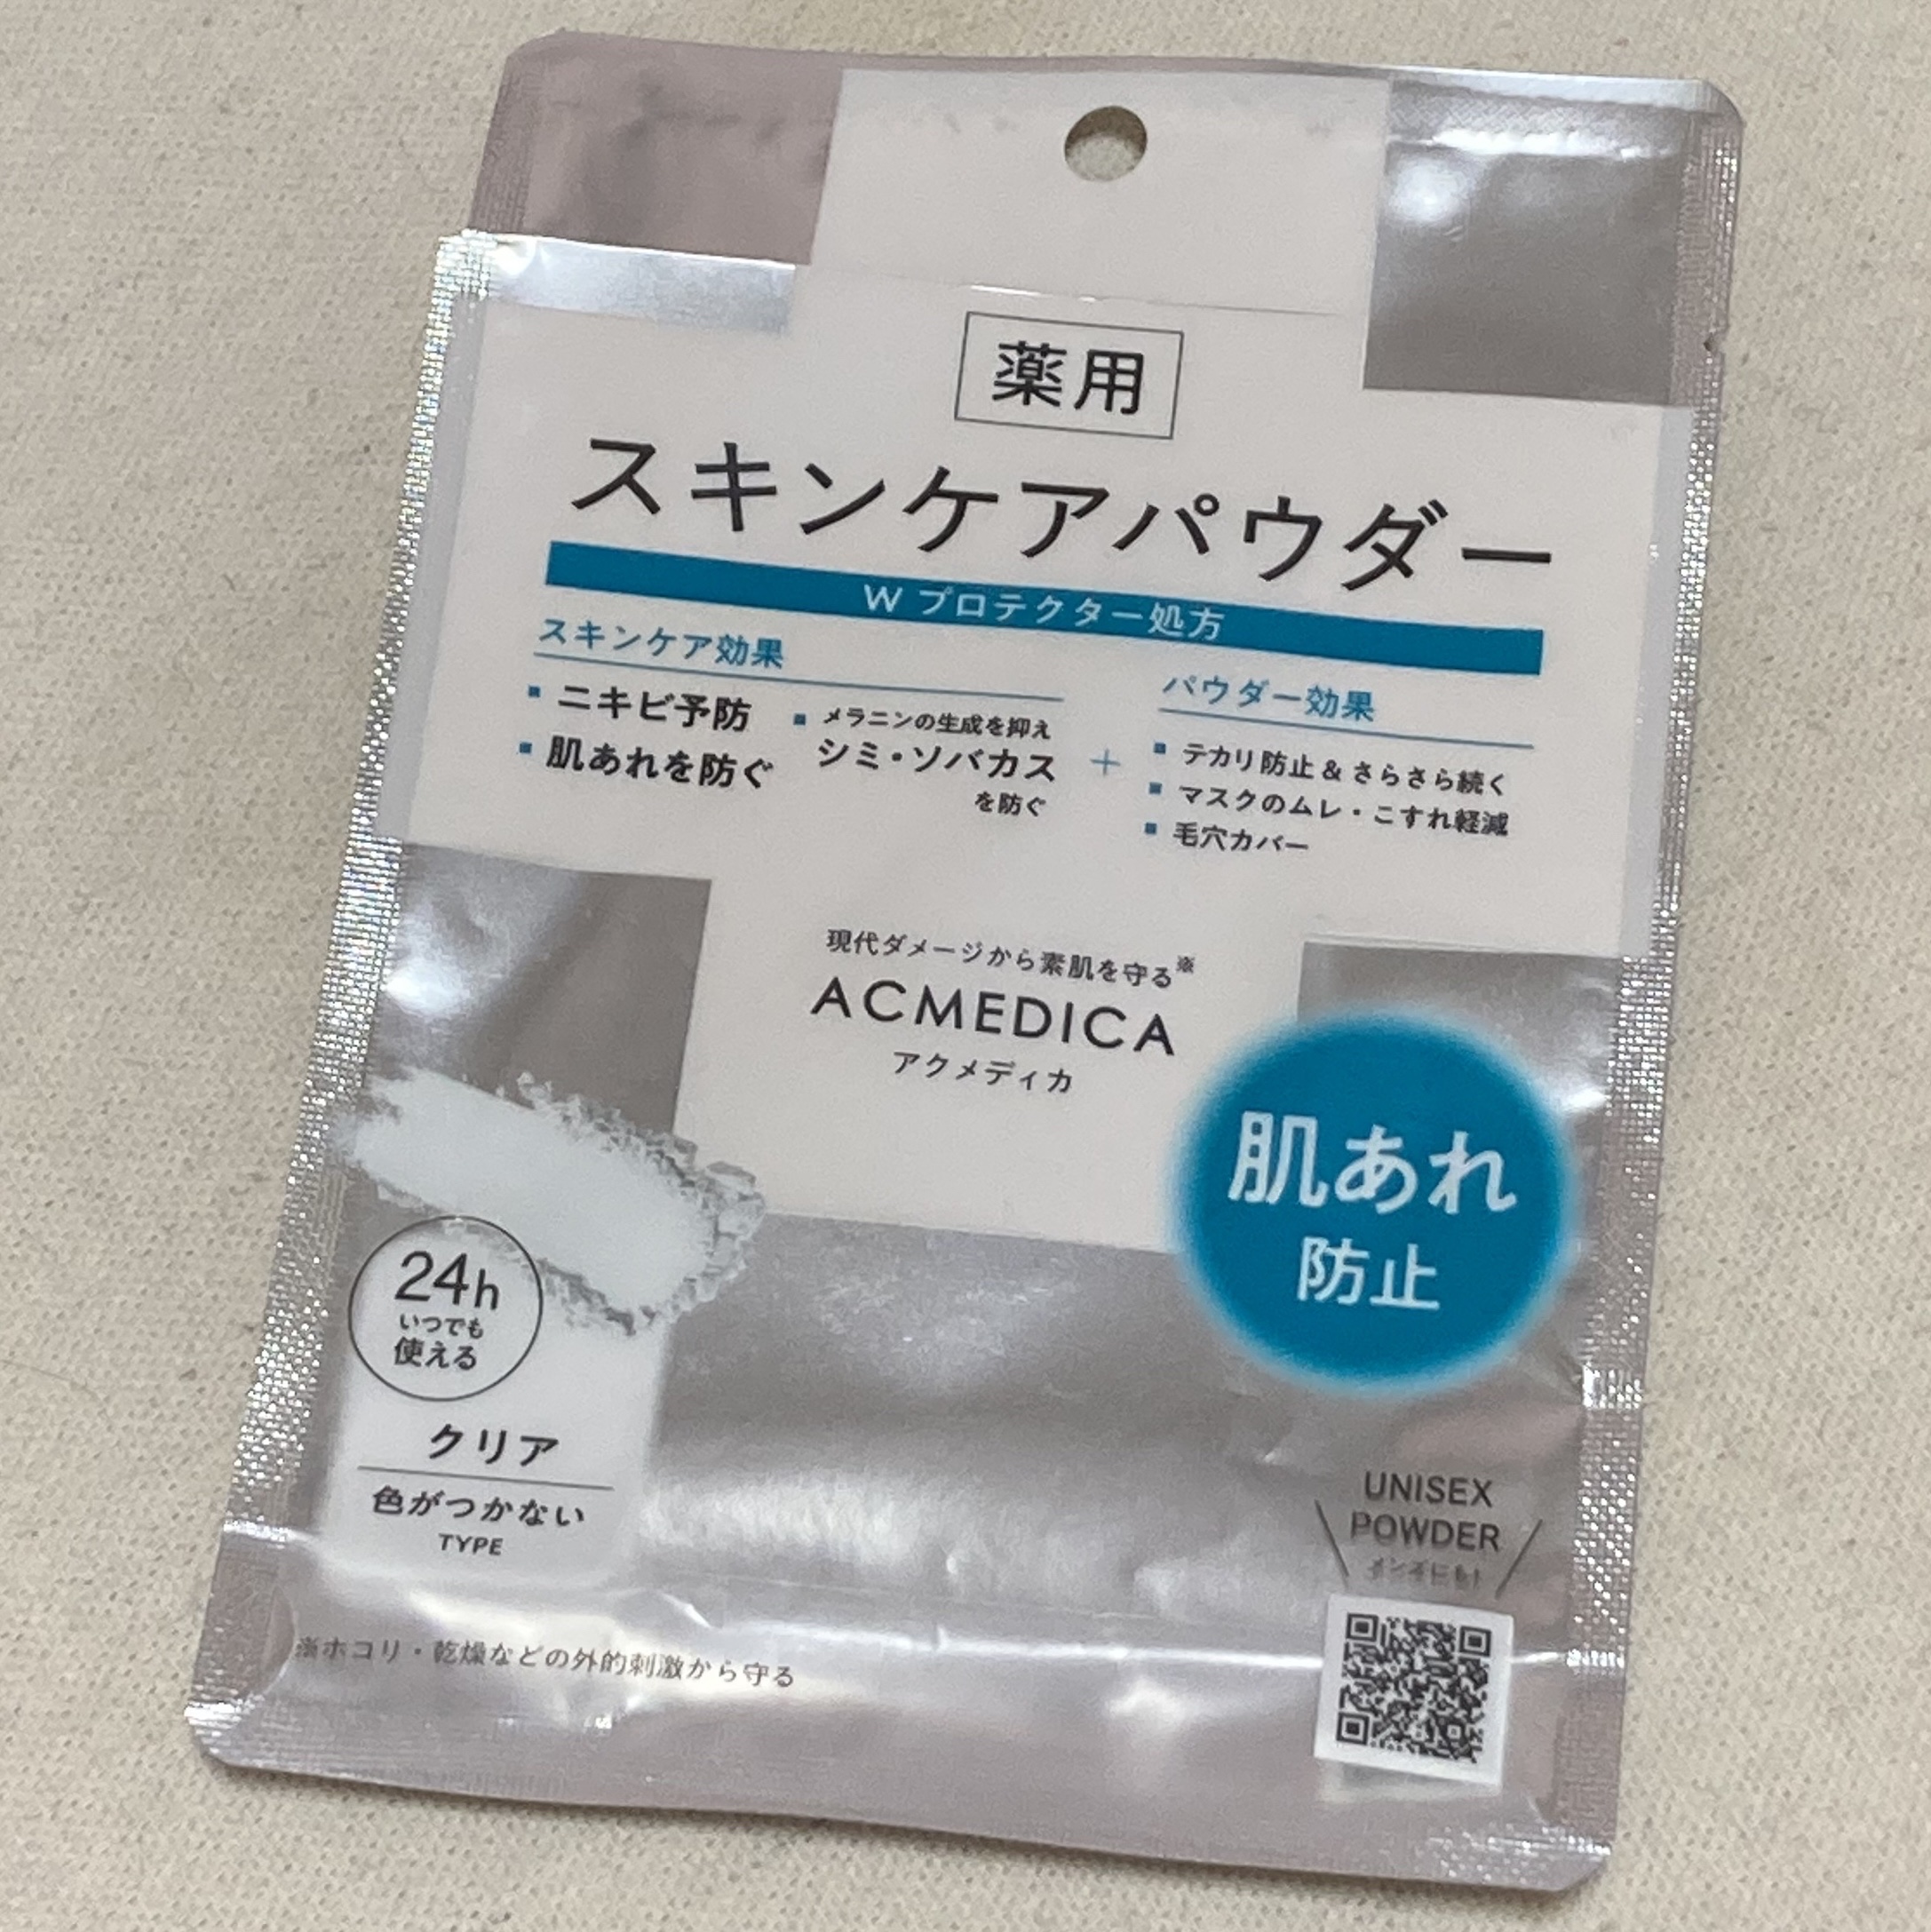 薬用
スキンケアパウダー
W プロテクター処方
スキンケア効果
▪ ニキビ予防
▪ 肌あれを防ぐ
▪ メラニンの生成を抑え
シミ・ソバカス
を防ぐ
+
パウダー効果
▪ テカリ防止 & さらさら続く
▪ マスクのムレ・こすれ軽減
▪ 毛穴カバー
現代ダメージから素肌を守る※
ACMEDICA
アクメディカ
肌あれ
防止
24h
いつでも
使える
クリア
色がつかない
TYPE
UNISEX
POWDER
メンズにも!
※ホコリ・乾燥などの外的刺激から守る